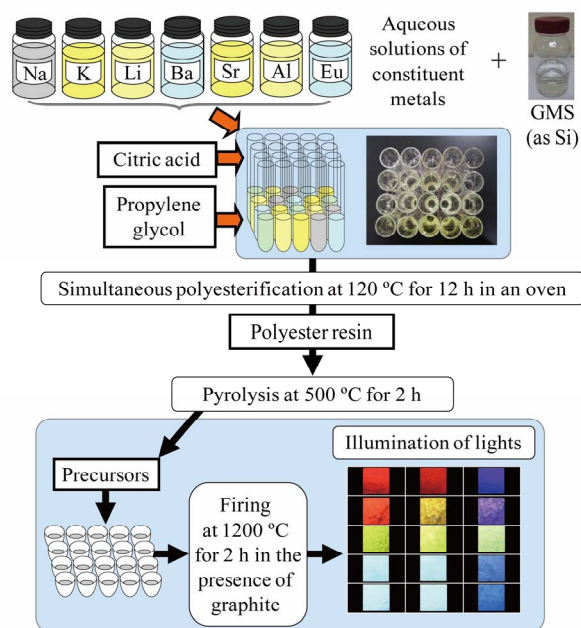 Na K Li Ba Sr Al Eu
Aqueous
solutions of
constituent
metals
+
GMS
(as Si)
Citric acid
Propylene
glycol
Simultaneous polyesterification at 120 ºC for 12 h in an oven
Polyester resin
Pyrolysis at 500 ºC for 2 h
Precursors
Firing
at 1200 ºC
for 2 h in the
presence of
graphite
Illumination of lights